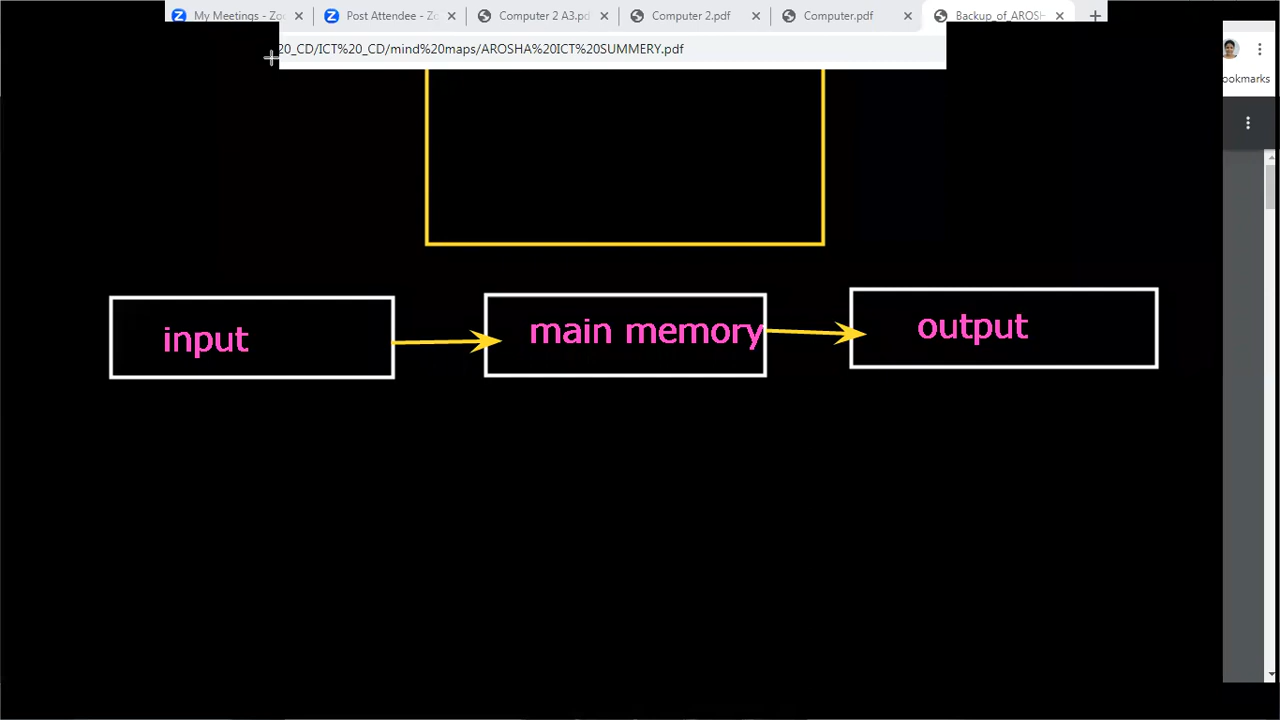 My Meetings - Zoo
Post Attendee - Zo
Computer 2 A3.pd
Computer 2.pdf
Computer.pdf
Backup_of_AROSH
20_CD/ICT%20_CD/mind%20maps/AROSHA%20ICT%20SUMMERY.pdf
ookmarks
input
main memory
output